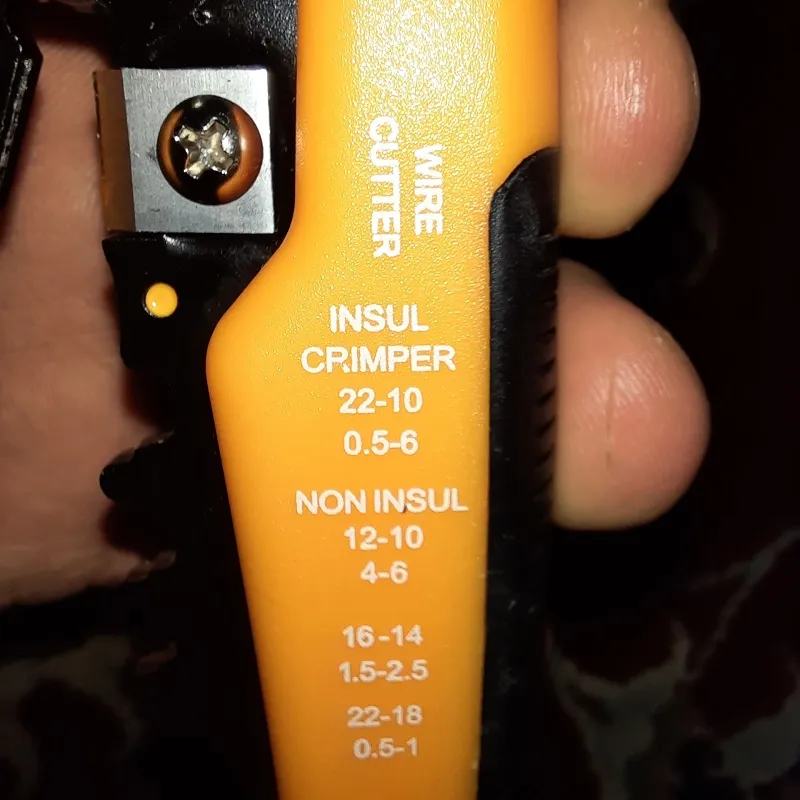 WIRE
CUTTER
INSUL
CRIMPER
22-10
0.5-6
NON INSUL
12-10
4-6
16-14
1.5-2.5
22-18
0.5-1